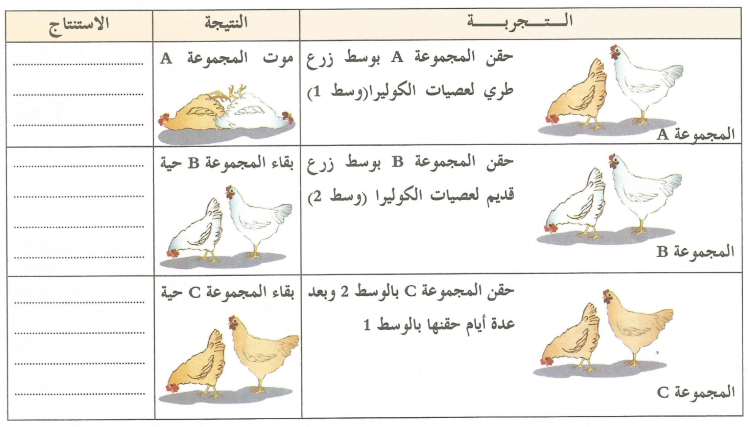 الـــتـــجـــربـــــة
النتيجة
الاستنتاج
حقن المجموعة A بوسط زرع
طري لعصيات الكوليرا(وسط 1)
المجموعة A
موت المجموعة A
حقن المجموعة B بوسط زرع
قديم لعصيات الكوليرا (وسط 2)
المجموعة B
بقاء المجموعة B حية
حقن المجموعة C بالوسط 2 وبعد
عدة أيام حقنها بالوسط 1
المجموعة C
بقاء المجموعة C حية